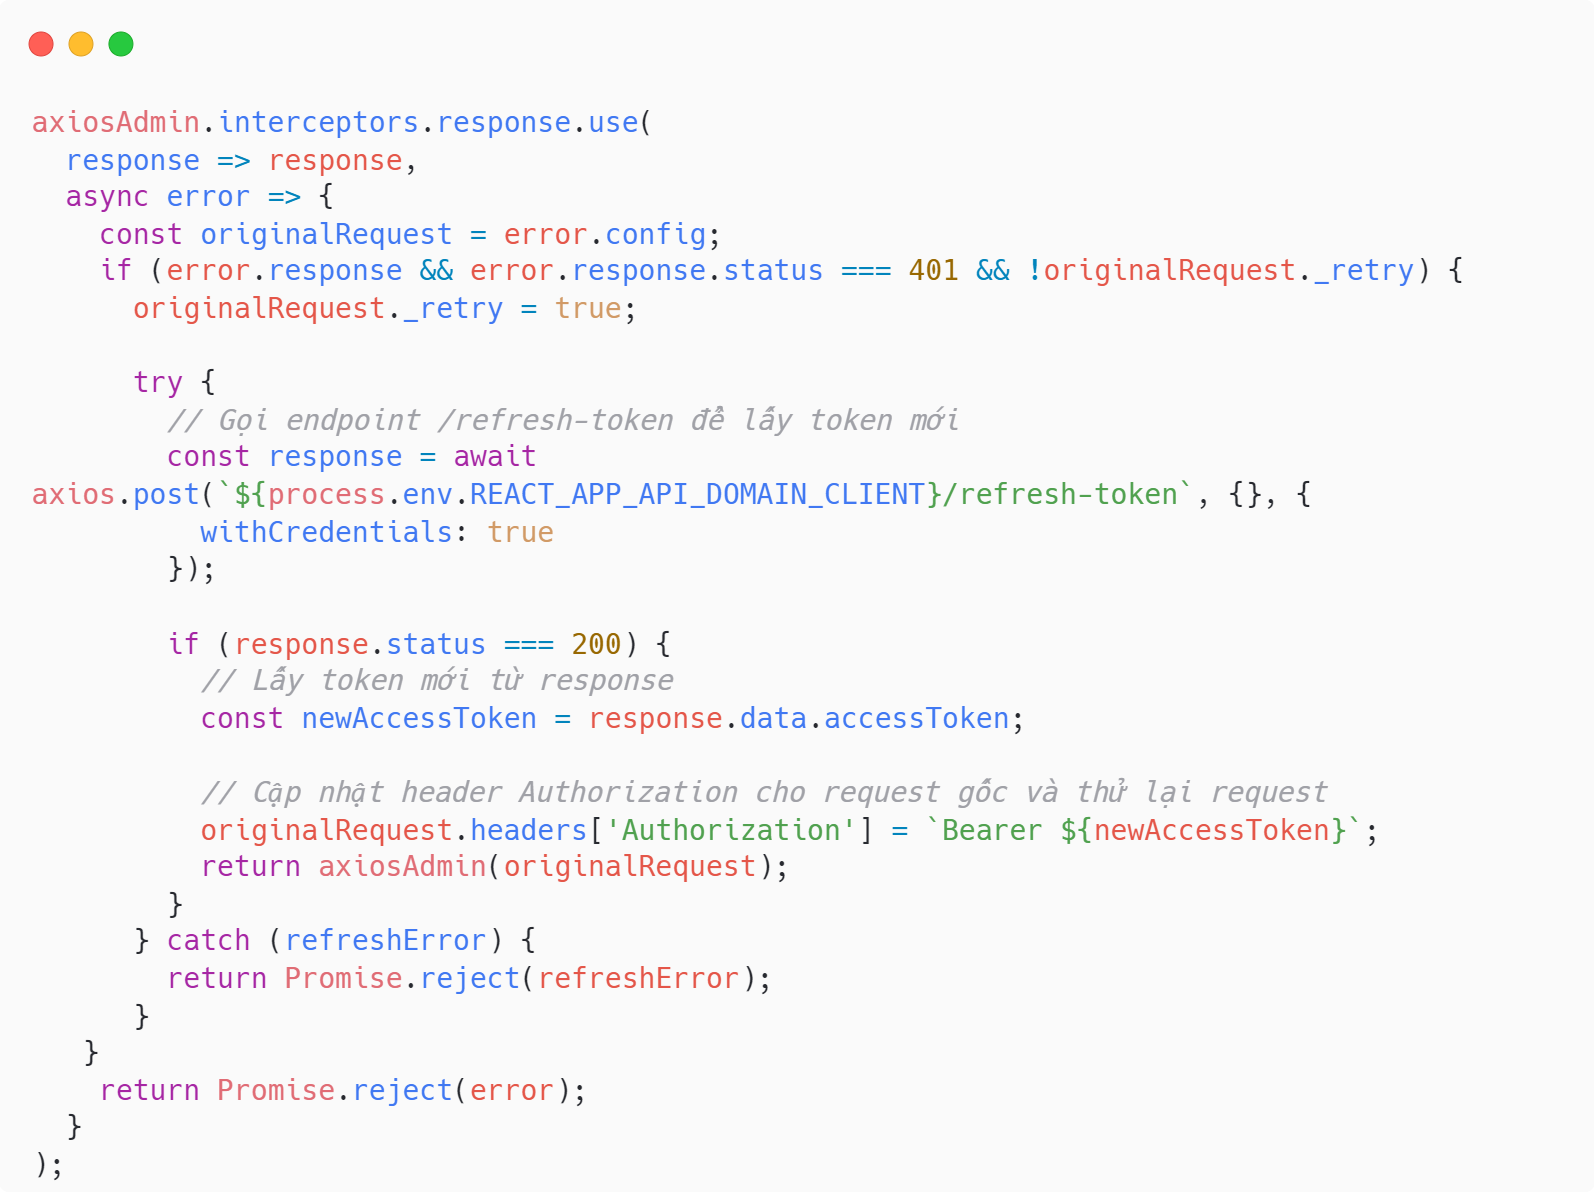 axiosAdmin.interceptors.response.use(
  response => response,
  async error => {
    const originalRequest = error.config;
    if (error.response && error.response.status === 401 && !originalRequest._retry) {
      originalRequest._retry = true;

      try {
        // Gọi endpoint /refresh-token để lấy token mới
        const response = await
axios.post(`${process.env.REACT_APP_API_DOMAIN_CLIENT}/refresh-token`, {}, {
          withCredentials: true
        });

        if (response.status === 200) {
          // Lấy token mới từ response
          const newAccessToken = response.data.accessToken;

          // Cập nhật header Authorization cho request gốc và thử lại request
          originalRequest.headers['Authorization'] = `Bearer ${newAccessToken}`;
          return axiosAdmin(originalRequest);
        }
      } catch (refreshError) {
        return Promise.reject(refreshError);
      }
   }
    return Promise.reject(error);
  }
);